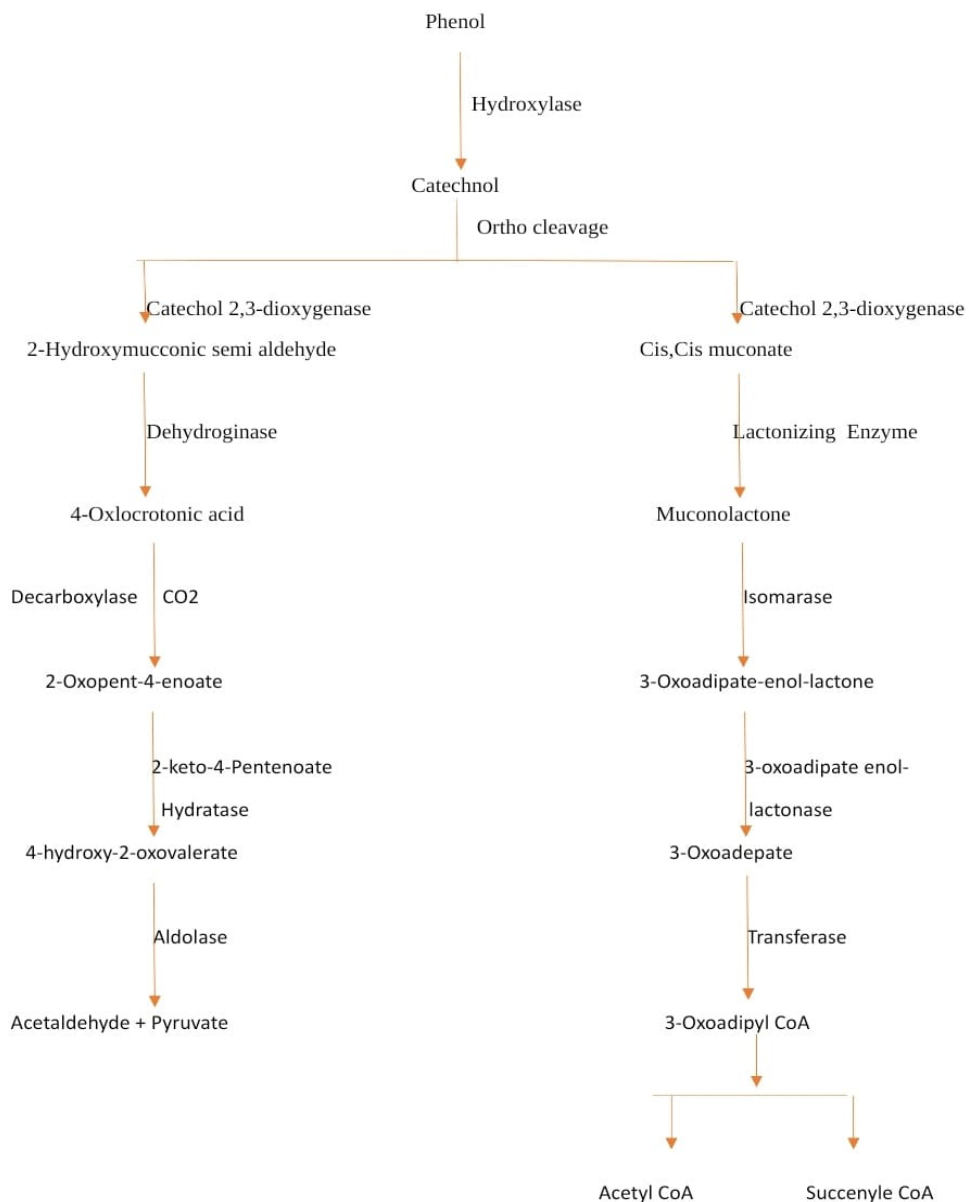 Phenol
Hydroxylase
Catechnol
Ortho cleavage
Catechol 2,3-dioxygenase
Catechol 2,3-dioxygenase
2-Hydroxymucconic semi aldehyde
Cis,Cis muconate
Dehydroginase
Lactonizing Enzyme
4-Oxlocrotonic acid
Muconolactone
Decarboxylase
CO2
Isomarase
2-Oxopent-4-enoate
3-Oxoadipate-enol-lactone
2-keto-4-Pentenoate
Hydratase
3-oxoadipate enol-
lactonase
4-hydroxy-2-oxovalerate
3-Oxoadepate
Aldolase
Transferase
Acetaldehyde + Pyruvate
3-Oxoadipyl CoA
Acetyl CoA
Succenyle CoA